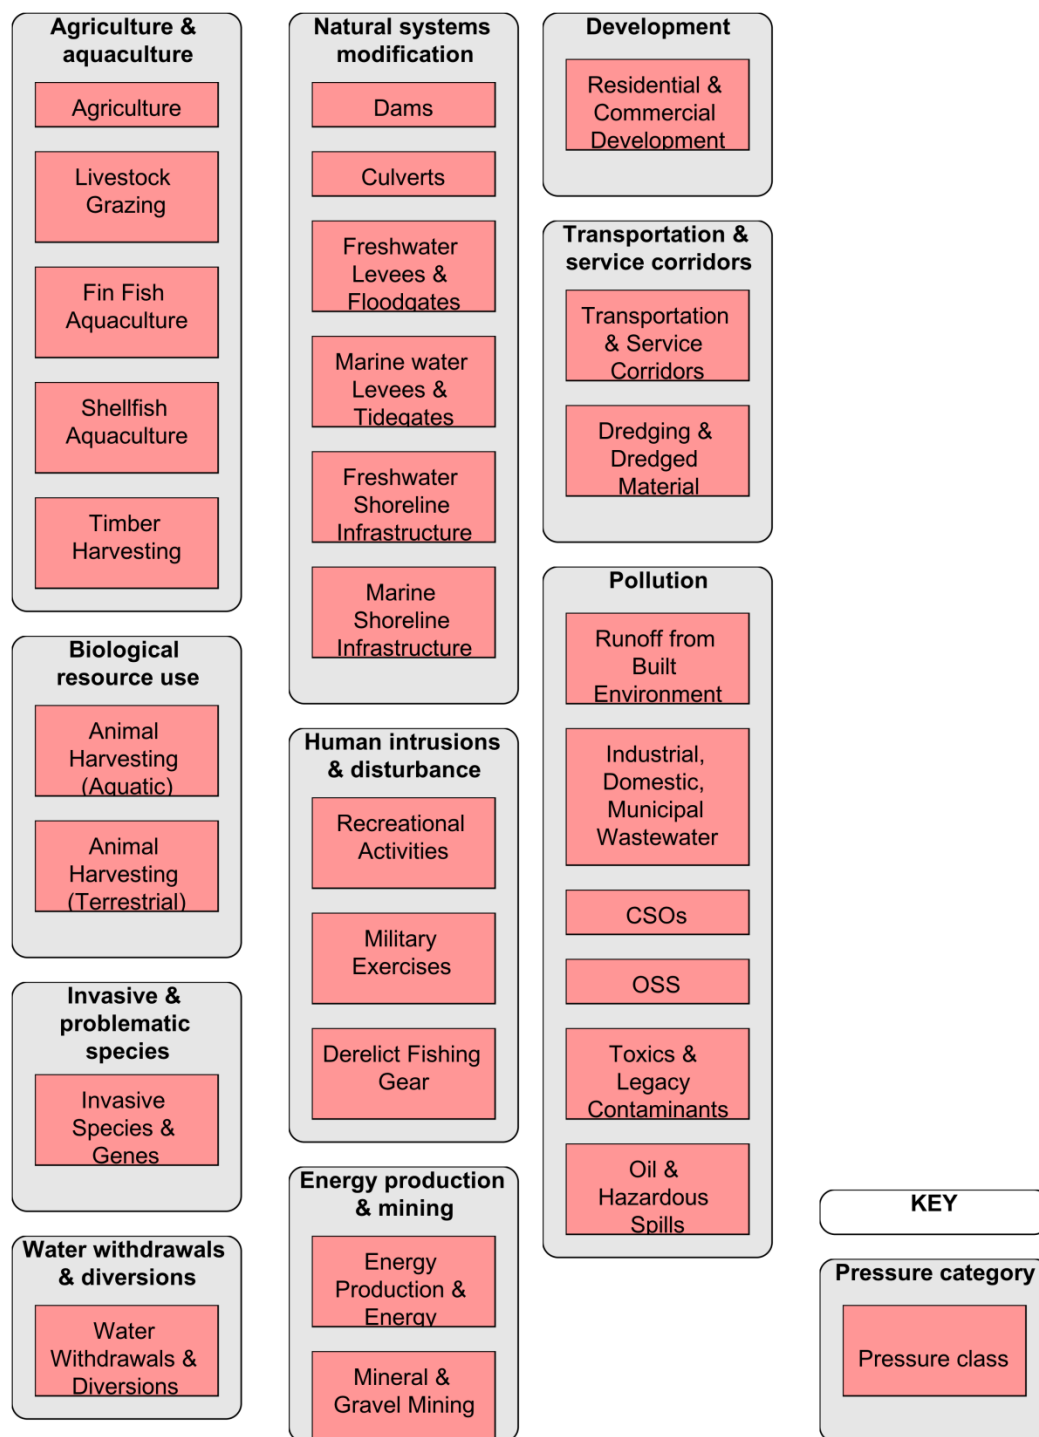 Agriculture &
aquaculture
Agriculture
Livestock
Grazing
Fin Fish
Aquaculture
Shellfish
Aquaculture
Timber
Harvesting
Biological
resource use
Animal
Harvesting
(Aquatic)
Animal
Harvesting
(Terrestrial)
Invasive &
problematic
species
Invasive
Species &
Genes
Water withdrawals
& diversions
Water
Withdrawals &
Diversions
Natural systems
modification
Dams
Culverts
Freshwater
Levees &
Floodgates
Marine water
Levees &
Tidegates
Freshwater
Shoreline
Infrastructure
Marine
Shoreline
Infrastructure
Human intrusions
& disturbance
Recreational
Activities
Military
Exercises
Derelict Fishing
Gear
Energy production
& mining
Energy
Production &
Energy
Mineral &
Gravel Mining
Development
Residential &
Commercial
Development
Transportation &
service corridors
Transportation
& Service
Corridors
Dredging &
Dredged
Material
Pollution
Runoff from
Built
Environment
Industrial,
Domestic,
Municipal
Wastewater
CSOs
OSS
Toxics &
Legacy
Contaminants
Oil &
Hazardous
Spills
KEY
Pressure category
Pressure class